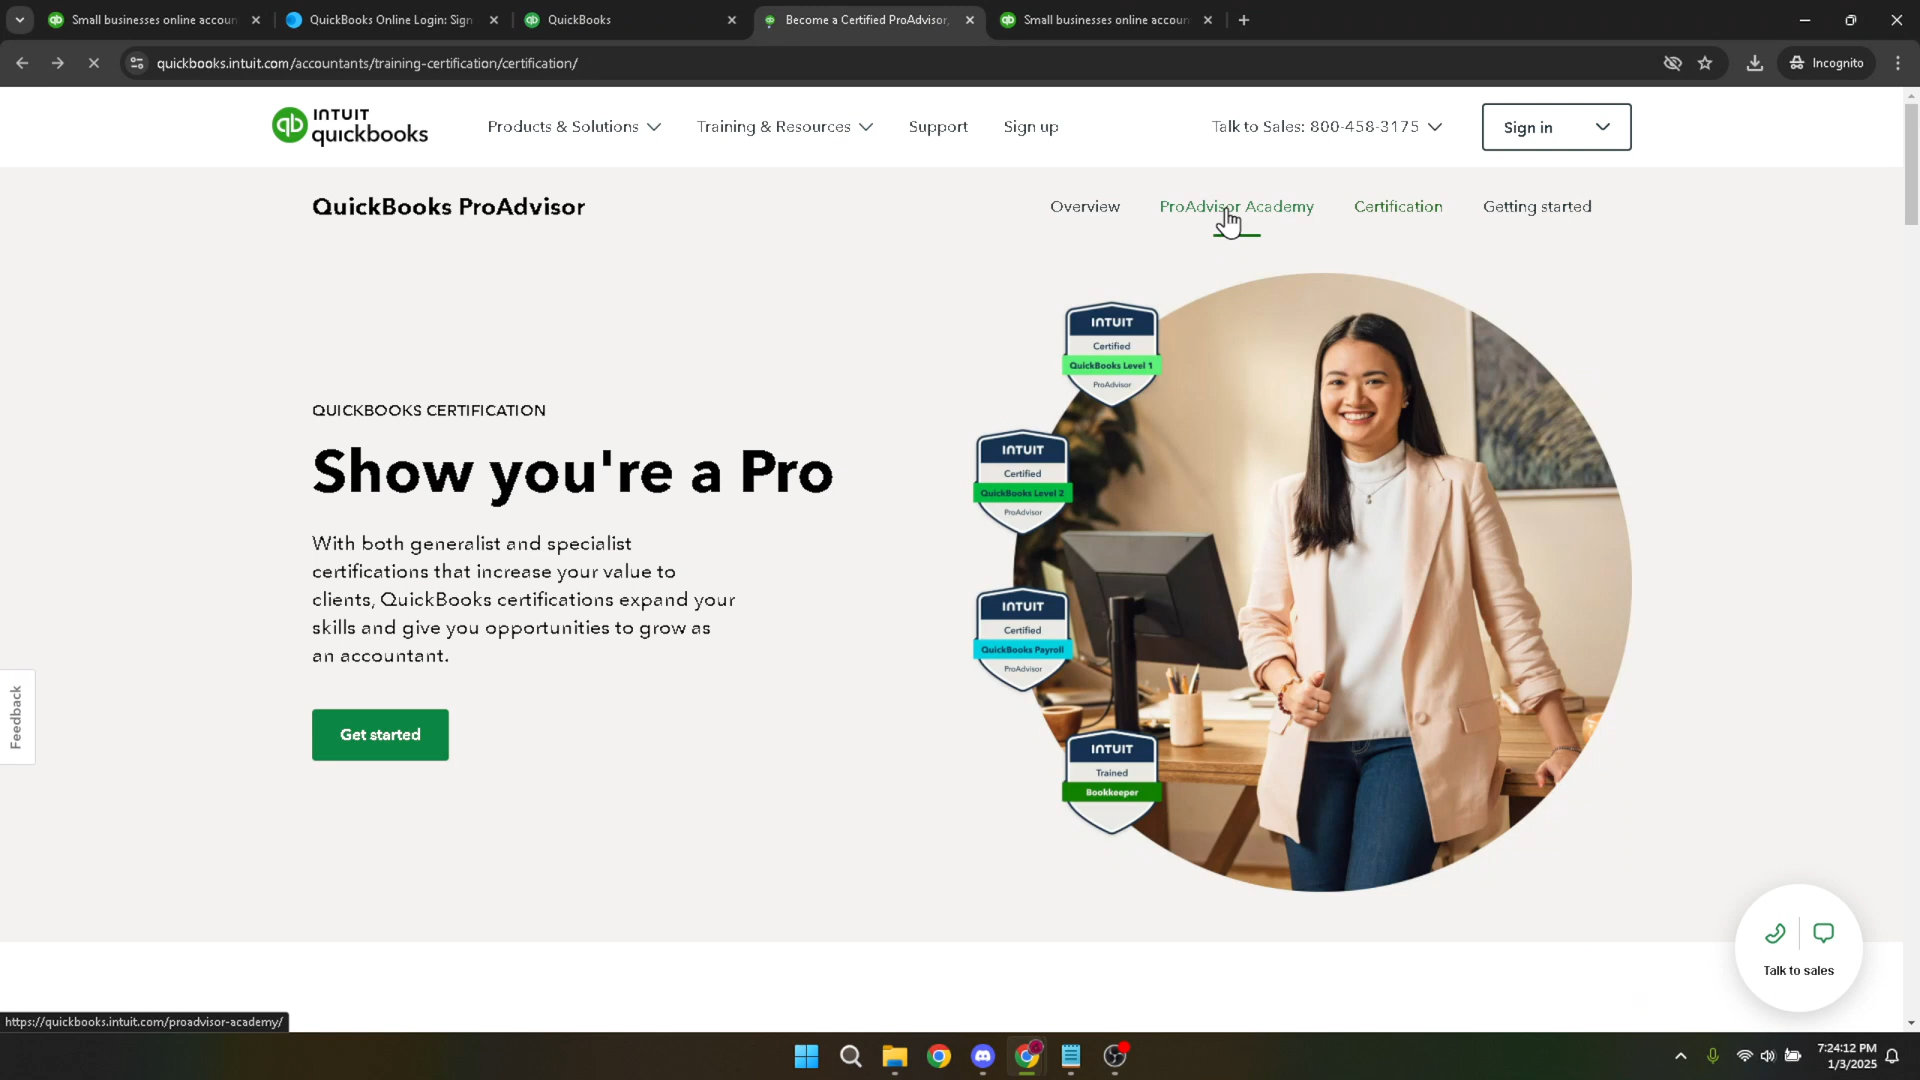 Small businesses online accoun
QuickBooks Online Login: Sign
QuickBooks
Become a Certified ProAdvisor,
Small businesses online accoun
quickbooks.intuit.com/accountants/training-certification/certification/
Incognito
INTUIT
quickbooks
Products & Solutions
Training & Resources
Support
Sign up
Talk to Sales: 800-458-3175
Sign in
QuickBooks ProAdvisor
Overview
ProAdvisor Academy
Certification
Getting started
INTUIT
Certified
QuickBooks Level 1
ProAdvisor
QUICKBOOKS CERTIFICATION
Show you're a Pro
INTUIT
Certified
QuickBooks Level 2
ProAdvisor
With both generalist and specialist
certifications that increase your value to
clients, QuickBooks certifications expand your
skills and give you opportunities to grow as
an accountant.
INTUIT
Certified
QuickBooks Payroll
ProAdvisor
Get started
INTUIT
Trained
Bookkeeper
Feedback
Talk to sales
https://quickbooks.intuit.com/proadvisor-academy/
7:24:12 PM
1/3/2025